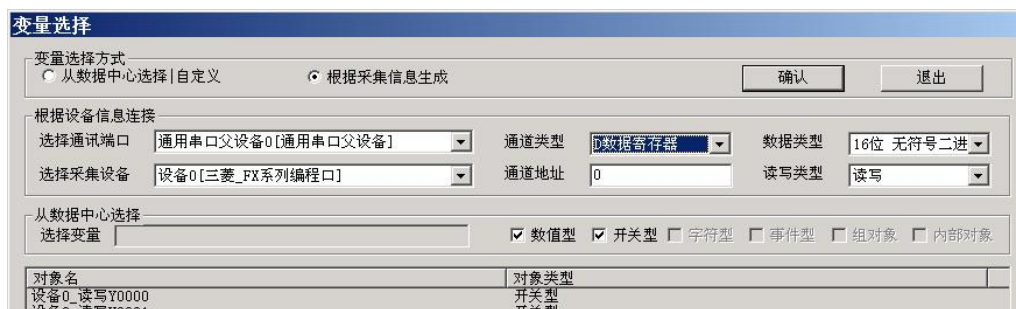 变量选择
变量选择方式
从数据中心选择|自定义 根据采集信息生成 确认 退出
根据设备信息连接
选择通讯端口 通用串口父设备0[通用串口父设备] 通道类型 D数据寄存器 数据类型 16位 无符号二进
选择采集设备 设备0[三菱_FX系列编程口] 通道地址 0 读写类型 读写
从数据中心选择
选择变量 数值型 开关型 字符型 事件型 组对象 内部对象
对象名 对象类型
设备0_读写Y0000 开关型